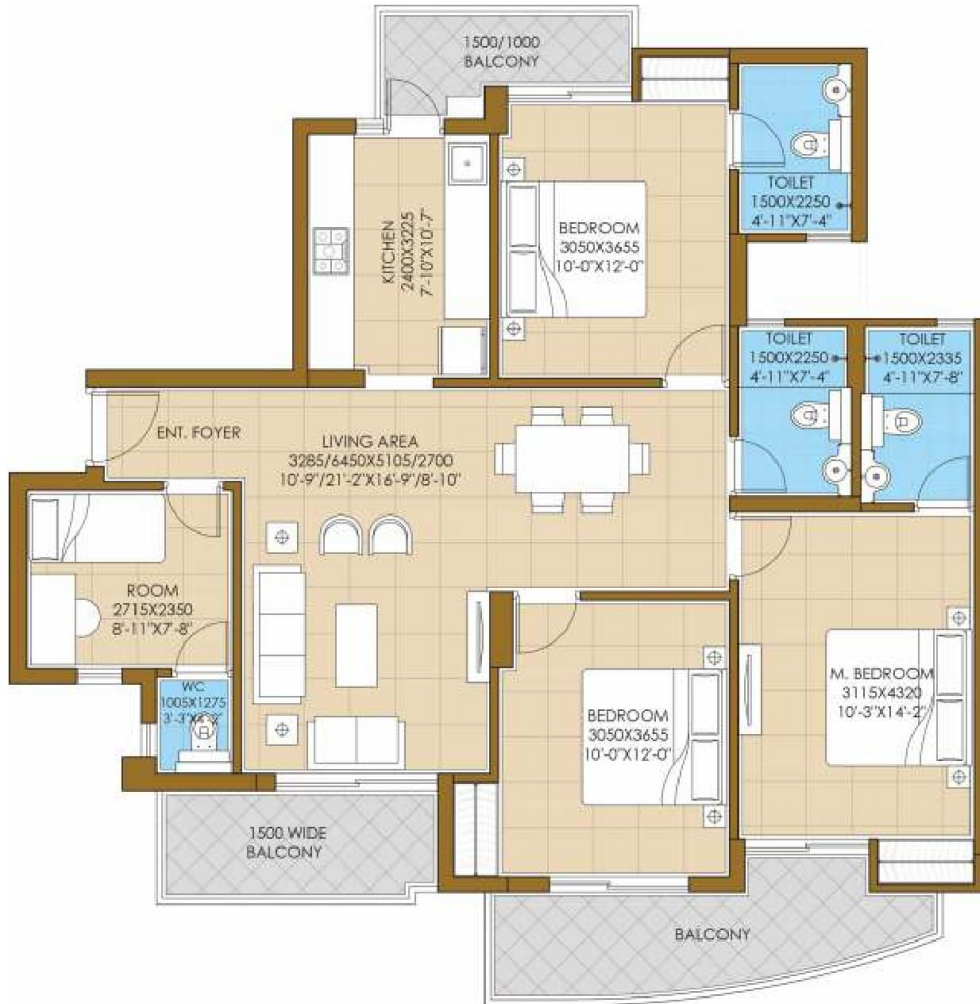 1500/1000
BALCONY
TOILET
1500X2250
4'-11"X7'-4"
BEDROOM
3050X3655
10'-0"X12'-0"
KITCHEN
2400X3225
7'-10"X10'-7"
TOILET
1500X2250
4'-11"X7'-4"
TOILET
1500X2335
4'-11"X7'-8"
ENT. FOYER
LIVING AREA
3285/6450X5105/2700
10'-9"/21'-2"X16'-9"/8'-10"
ROOM
2715X2350
8'-11"X7'-8"
WC
1005X1275
M. BEDROOM
3115X4320
10'-3"X14'-2"
BEDROOM
3050X3655
10'-0"X12'-0"
1500 WIDE
BALCONY
BALCONY